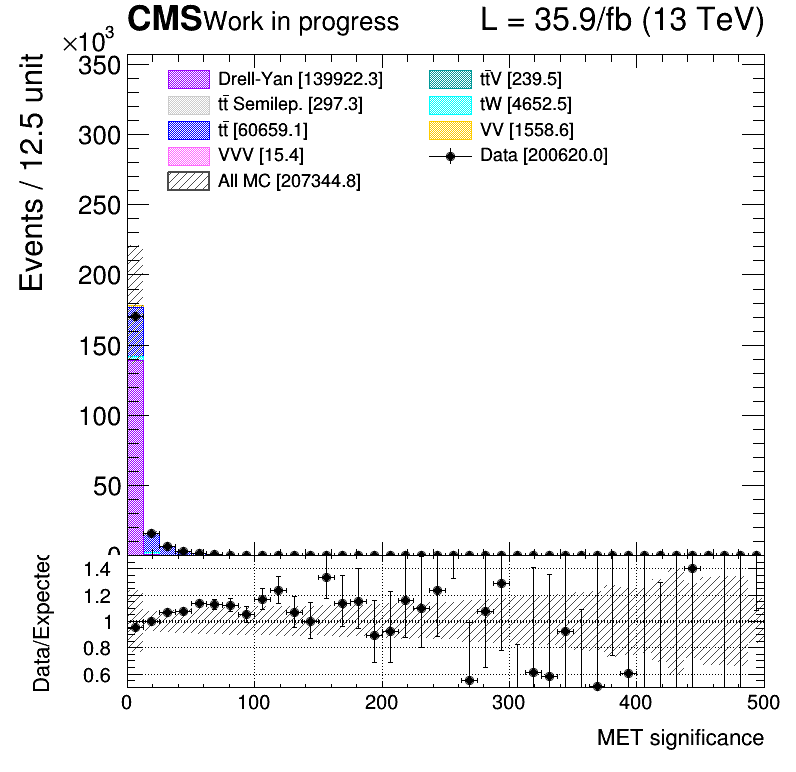 CMS Work in progress L = 35.9/fb (13 TeV)
×10³
Events / 12.5 unit
350
300
250
200
150
100
50
0
Drell-Yan [139922.3]
tt̄ Semilep. [297.3]
tt̄ [60659.1]
VVV [15.4]
All MC [207344.8]
tt̄V [239.5]
tW [4652.5]
VV [1558.6]
Data [200620.0]
Data/Expected
1.4
1.2
1
0.8
0.6
0 100 200 300 400 500
MET significance